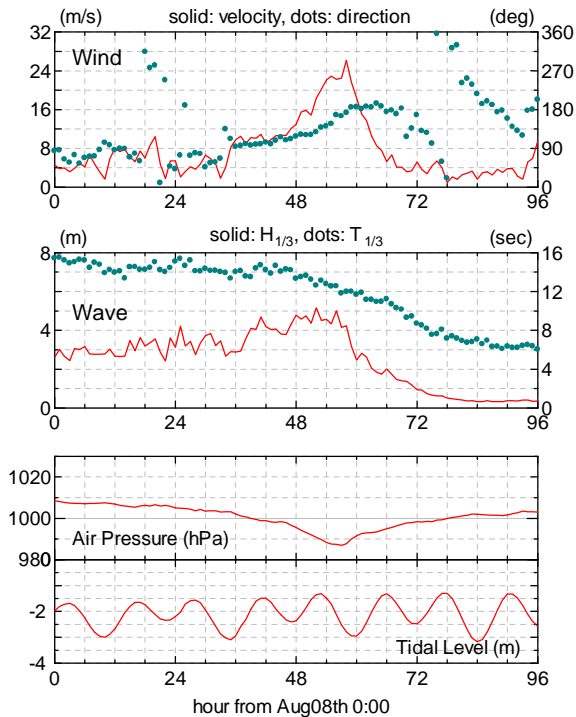 (m/s) solid: velocity, dots: direction (deg)
32 360
Wind
24 270
16 180
8 90
0 0
0 24 48 72 96
(m) solid: H1/3, dots: T1/3 (sec)
8 16
12
Wave
4 8
4
0 0
0 24 48 72 96
1020
1000
Air Pressure (hPa)
980
0
-2
Tidal Level (m)
-4
0 24 48 72 96
hour from Aug08th 0:00